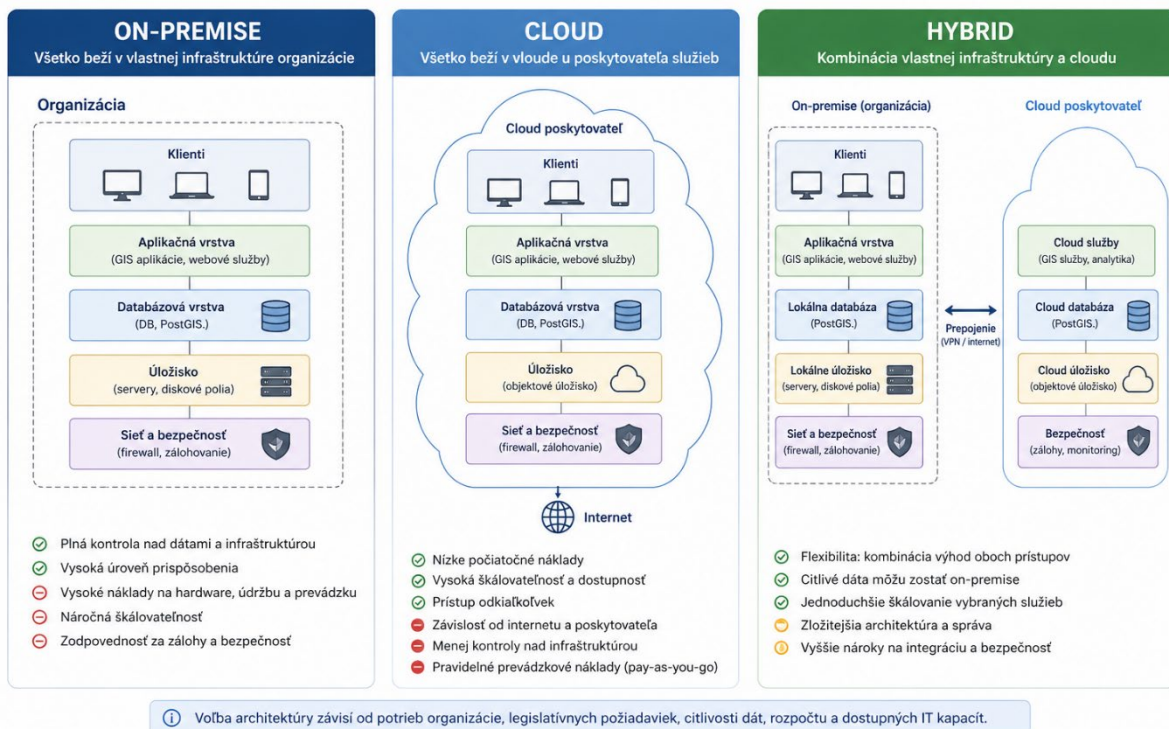 ON-PREMISE
Všetko beží v vlastnej infraštruktúre organizácie
Organizácia
Klienti
Aplikačná vrstva
(GIS aplikácie, webové služby)
Databázová vrstva
(DB, PostGIS.)
Úložisko
(servery, diskové polia)
Sieť a bezpečnosť
(firewall, zálohovanie)
Plná kontrola nad dátami a infraštruktúrou
Vysoká úroveň prispôsobenia
Vysoké náklady na hardware, údržbu a prevádzku
Náročná škálovateľnosť
Zodpovednosť za zálohy a bezpečnosť
CLOUD
Všetko beží v vloude u poskytovateľa služieb
Cloud poskytovateľ
Klienti
Aplikačná vrstva
(GIS aplikácie, webové služby)
Databázová vrstva
(DB, PostGIS.)
Úložisko
(objektové úložisko)
Sieť a bezpečnosť
(firewall, zálohovanie)
Internet
Nízke počiatočné náklady
Vysoká škálovateľnosť a dostupnosť
Prístup odkiaľkoľvek
Závislosť od internetu a poskytovateľa
Menej kontroly nad infraštruktúrou
Pravidelné prevádzkové náklady (pay-as-you-go)
HYBRID
Kombinácia vlastnej infraštruktúry a cloudu
On-premise (organizácia)
Klienti
Aplikačná vrstva
(GIS aplikácie, webové služby)
Lokálna databáza
(PostGIS.)
Lokálne úložisko
(servery, diskové polia)
Sieť a bezpečnosť
(firewall, zálohovanie)
Prepojenie
(VPN / internet)
Cloud poskytovateľ
Cloud služby
(GIS služby, analytika)
Cloud databáza
(PostGIS.)
Cloud úložisko
(objektové úložisko)
Bezpečnosť
(zálohy, monitoring)
Flexibilita: kombinácia výhod oboch prístupov
Citlivé dáta môžu zostať on-premise
Jednoduchšie škálovanie vybraných služieb
Zložitejšia architektúra a správa
Vyššie nároky na integráciu a bezpečnosť
Voľba architektúry závisí od potrieb organizácie, legislatívnych požiadaviek, citlivosti dát, rozpočtu a dostupných IT kapacít.